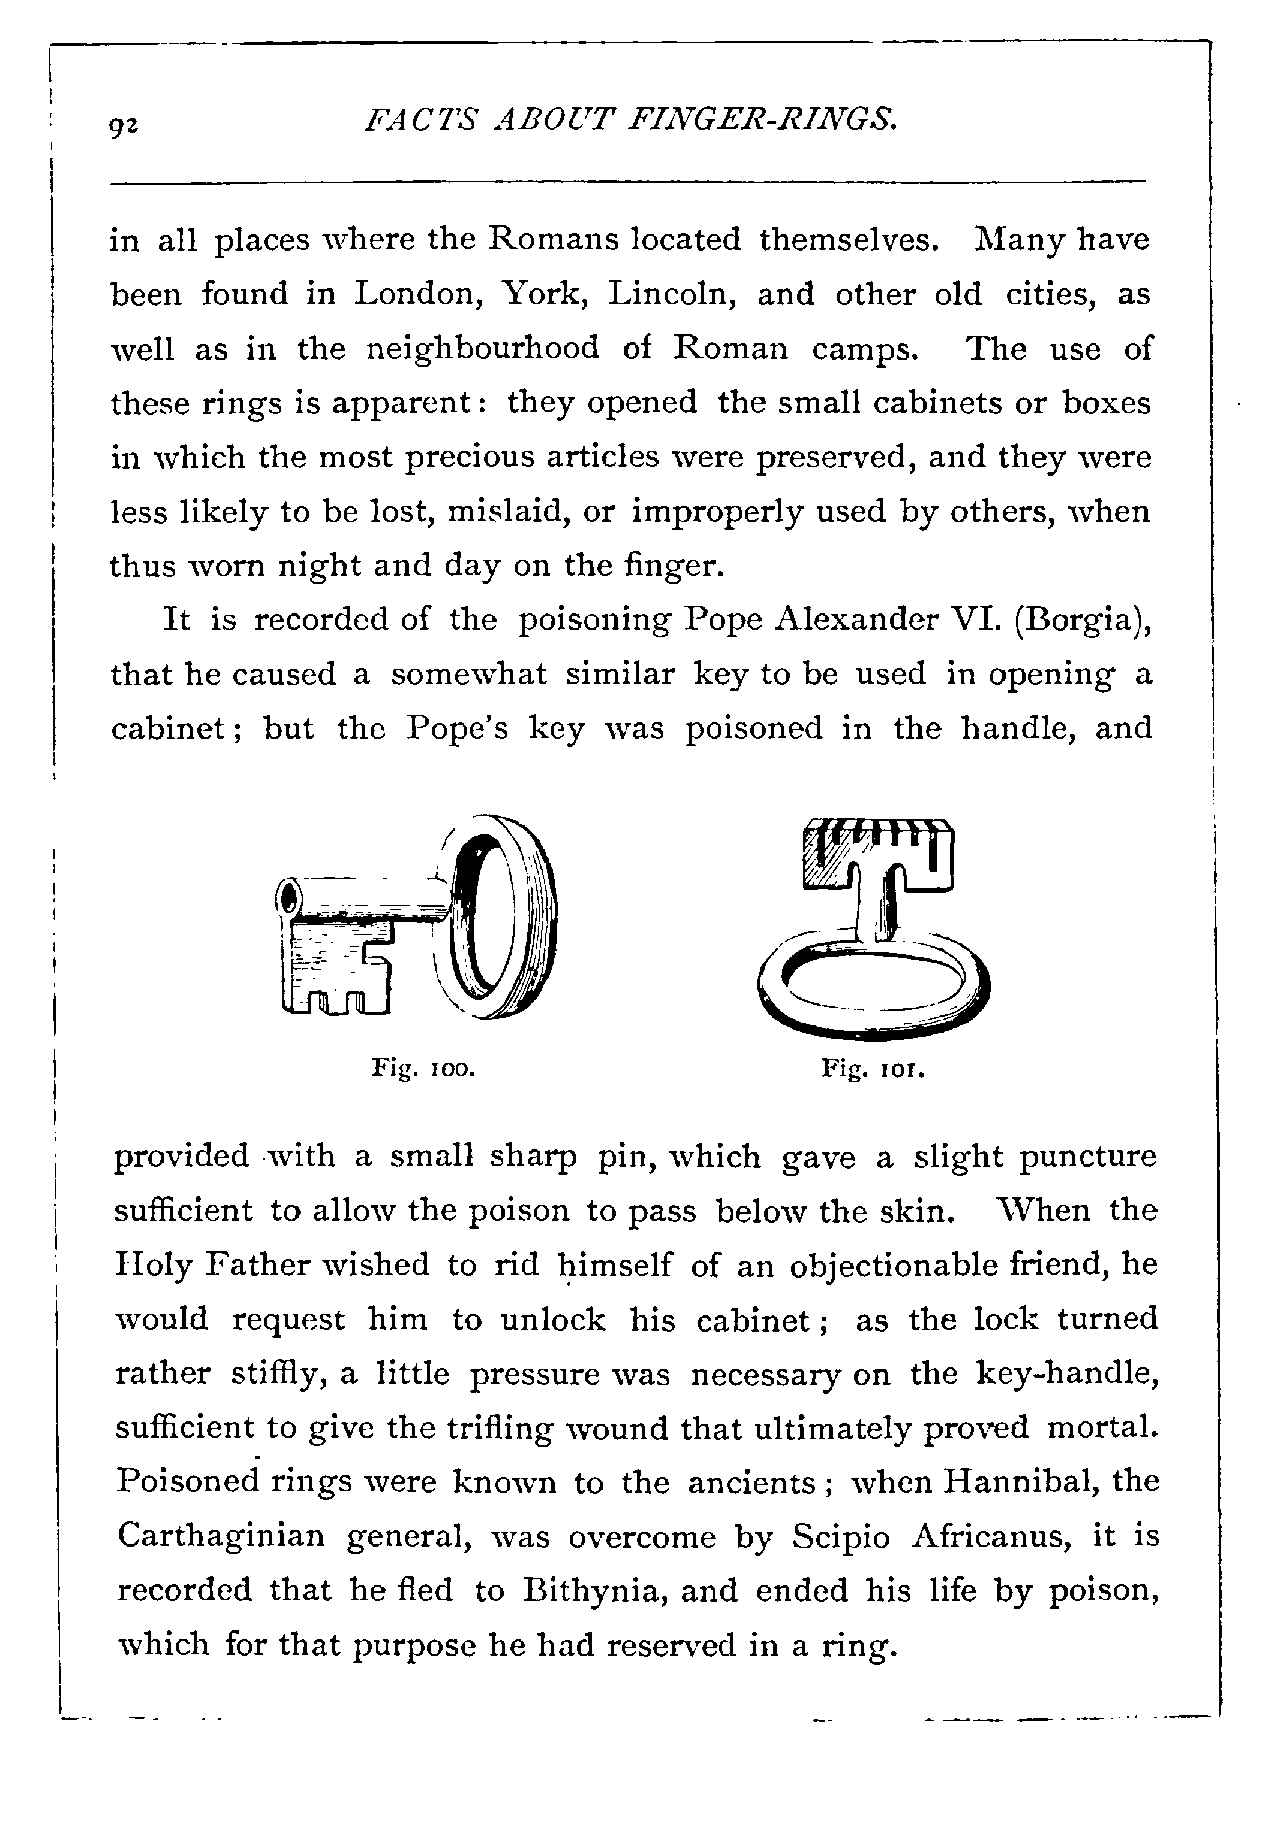 92 FACTS ABOUT FINGER-RINGS.
in all places where the Romans located themselves. Many have
been found in London, York, Lincoln, and other old cities, as
well as in the neighbourhood of Roman camps. The use of
these rings is apparent: they opened the small cabinets or boxes
in which the most precious articles were preserved, and they were
less likely to be lost, mislaid, or improperly used by others, when
thus worn night and day on the finger.
It is recorded of the poisoning Pope Alexander VI. (Borgia),
that he caused a somewhat similar key to be used in opening a
cabinet; but the Pope's key was poisoned in the handle, and
Fig. 100. Fig. 101.
provided with a small sharp pin, which gave a slight puncture
sufficient to allow the poison to pass below the skin. When the
Holy Father wished to rid himself of an objectionable friend, he
would request him to unlock his cabinet; as the lock turned
rather stiffly, a little pressure was necessary on the key-handle,
sufficient to give the trifling wound that ultimately proved mortal.
Poisoned rings were known to the ancients; when Hannibal, the
Carthaginian general, was overcome by Scipio Africanus, it is
recorded that he fled to Bithynia, and ended his life by poison,
which for that purpose he had reserved in a ring.